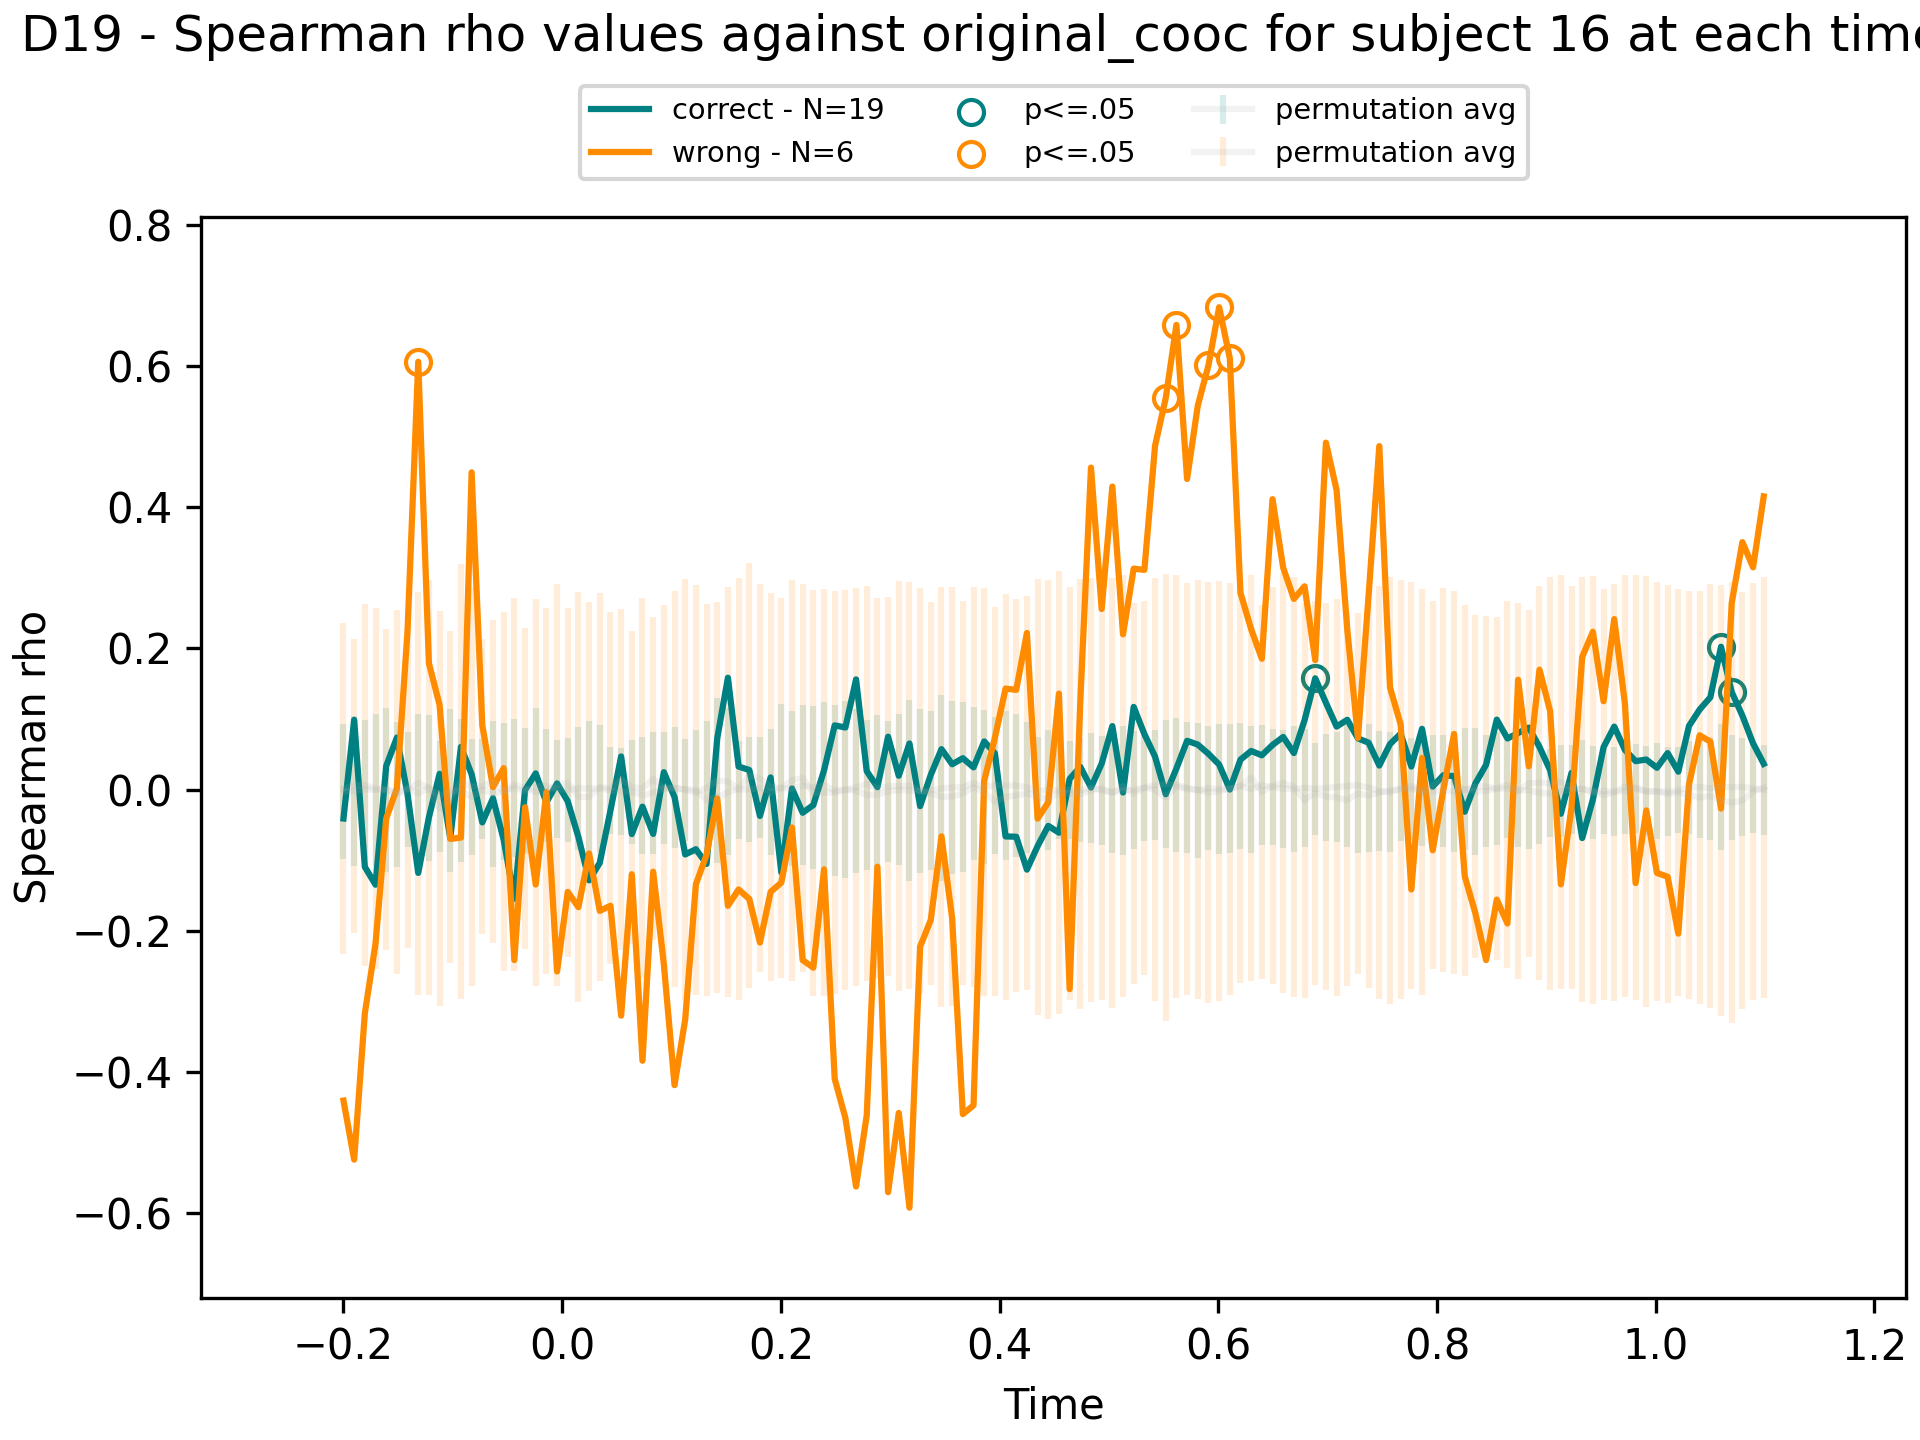 D19 - Spearman rho values against original_cooc for subject 16 at each tim
correct - N=19
wrong - N=6
p<=.05
p<=.05
permutation avg
permutation avg
0.8
0.6
0.4
0.2
0.0
−0.2
−0.4
−0.6
Spearman rho
−0.2 0.0 0.2 0.4 0.6 0.8 1.0 1.2
Time